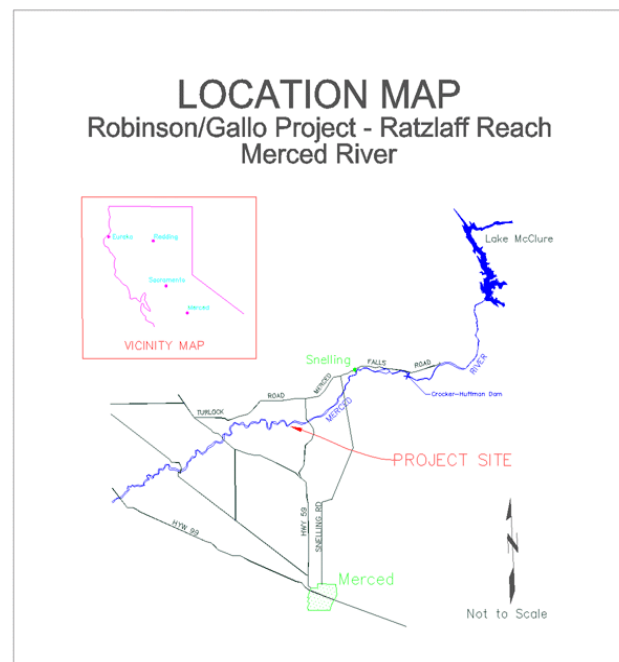 LOCATION MAP
Robinson/Gallo Project - Ratzlaff Reach
Merced River
Eureka
Redding
Sacramento
Merced
VICINITY MAP
Lake McClure
Snelling
FALLS
ROAD
RIVER
MERCED
Crocker-Huffman Dam
ROAD
TURLOCK
MERCED
PROJECT SITE
HYW 99
HWY 59
SNELLING RD
Merced
N
Not to Scale